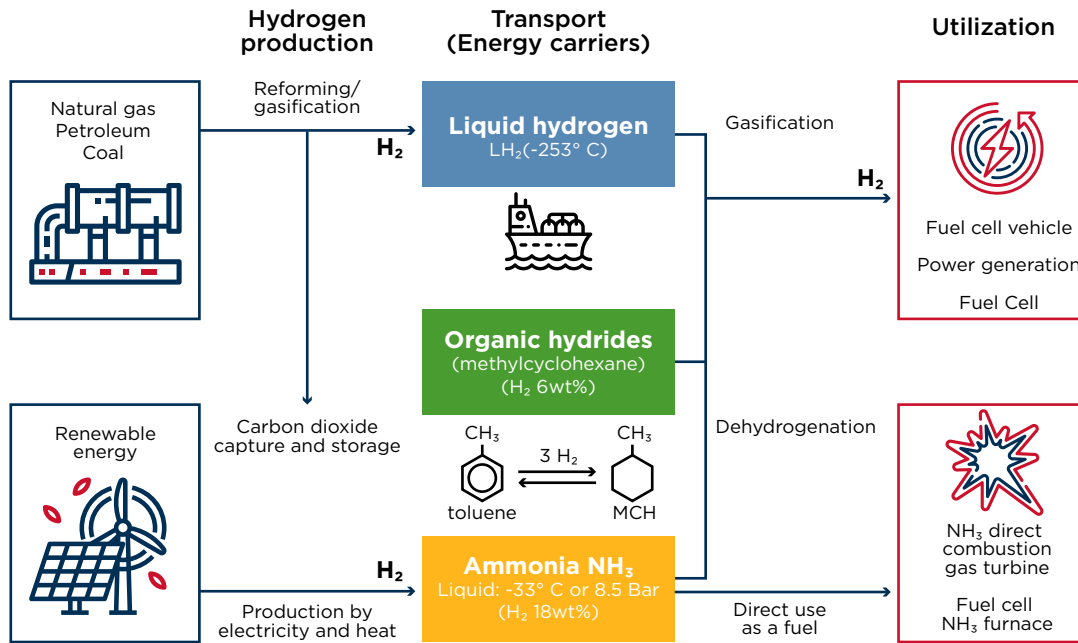 Hydrogen
production
Transport
(Energy carriers)
Utilization
Natural gas
Petroleum
Coal
Reforming/
gasification
H₂
Liquid hydrogen
LH₂(-253° C)
Gasification
H₂
Fuel cell vehicle
Power generation
Fuel Cell
Organic hydrides
(methylcyclohexane)
(H₂ 6wt%)
Renewable
energy
Carbon dioxide
capture and storage
CH₃
3 H₂
CH₃
toluene
MCH
Dehydrogenation
H₂
Production by
electricity and heat
Ammonia NH₃
Liquid: -33° C or 8.5 Bar
(H₂ 18wt%)
Direct use
as a fuel
NH₃ direct
combustion
gas turbine
Fuel cell
NH₃ furnace